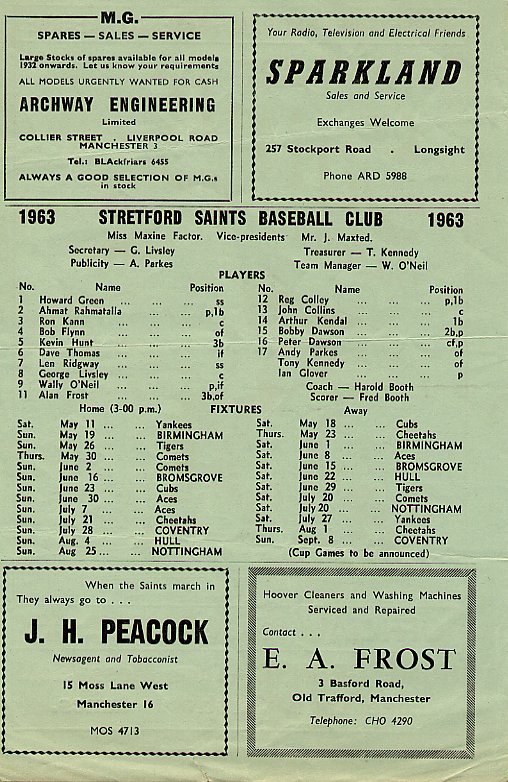 M.G.
SPARES — SALES — SERVICE
Large Stocks of spares available for all models
1932 onwards. Let us know your requirements
ALL MODELS URGENTLY WANTED FOR CASH
ARCHWAY ENGINEERING
Limited
COLLIER STREET . LIVERPOOL ROAD
MANCHESTER 3
Tel.: BLAckfriars 6455
ALWAYS A GOOD SELECTION OF M.G.s
in stock
Your Radio, Television and Electrical Friends
SPARKLAND
Sales and Service
Exchanges Welcome
257 Stockport Road . Longsight
Phone ARD 5988
1963 STRETFORD SAINTS BASEBALL CLUB 1963
Miss Maxine Factor. Vice-presidents Mr. J. Maxted.
Secretary — G. Livsley Treasurer — T. Kennedy
Publicity — A. Parkes Team Manager — W. O'Neil
PLAYERS
No. Name Position
1 Howard Green ... ... ... ss
2 Ahmat Rahmatalla ... ... p,1b
3 Ron Kann ... ... ... c
4 Bob Flynn ... ... ... of
5 Kevin Hunt ... ... ... 3b
6 Dave Thomas ... ... ... if
7 Len Ridgway ... ... ... ss
8 George Livsley ... ... ... c
9 Wally O'Neil ... ... ... p,if
11 Alan Frost ... ... ... 3b,of
No. Name Position
12 Reg Colley ... ... ... p,1b
13 John Collins ... ... ... c
14 Arthur Kendal ... ... ... 1b
15 Bobby Dawson ... ... ... 2b,p
16 Peter Dawson ... ... ... cf,p
17 Andy Parkes ... ... ... of
Tony Kennedy ... ... ... of
Ian Glover ... ... ... p
Coach — Harold Booth
Scorer — Fred Booth
Home (3-00 p.m.) FIXTURES Away
Sat. May 11 ... ... Yankees
Sun. May 19 ... ... BIRMINGHAM
Sun. May 26 ... ... Tigers
Thurs. May 30 ... ... Comets
Sun. June 2 ... ... Comets
Sun. June 16 ... ... BROMSGROVE
Sun. June 23 ... ... Cubs
Sun. June 30 ... ... Aces
Sun. July 7 ... ... Aces
Sun. July 21 ... ... Cheetahs
Sun. July 28 ... ... COVENTRY
Sun. Aug. 4 ... ... HULL
Sun. Aug 25 ... ... NOTTINGHAM
Sat. May 18 ... ... Cubs
Thurs. May 23 ... ... Cheetahs
Sat. June 1 ... ... BIRMINGHAM
Sat. June 8 ... ... Aces
Sat. June 15 ... ... BROMSGROVE
Sat. June 22 ... ... HULL
Sat. June 29 ... ... Tigers
Sat. July 20 ... ... Comets
Sat. July 20 ... ... NOTTINGHAM
Sat. July 27 ... ... Yankees
Thurs. Aug 1 ... ... Cheetahs
Sun. Sept. 8 ... ... COVENTRY
(Cup Games to be announced)
When the Saints march in
They always go to . . .
J. H. PEACOCK
Newsagent and Tobacconist
15 Moss Lane West
Manchester 16
MOS 4713
Hoover Cleaners and Washing Machines
Serviced and Repaired
Contact . . .
E. A. FROST
3 Basford Road,
Old Trafford, Manchester
Telephone: CHO 4290